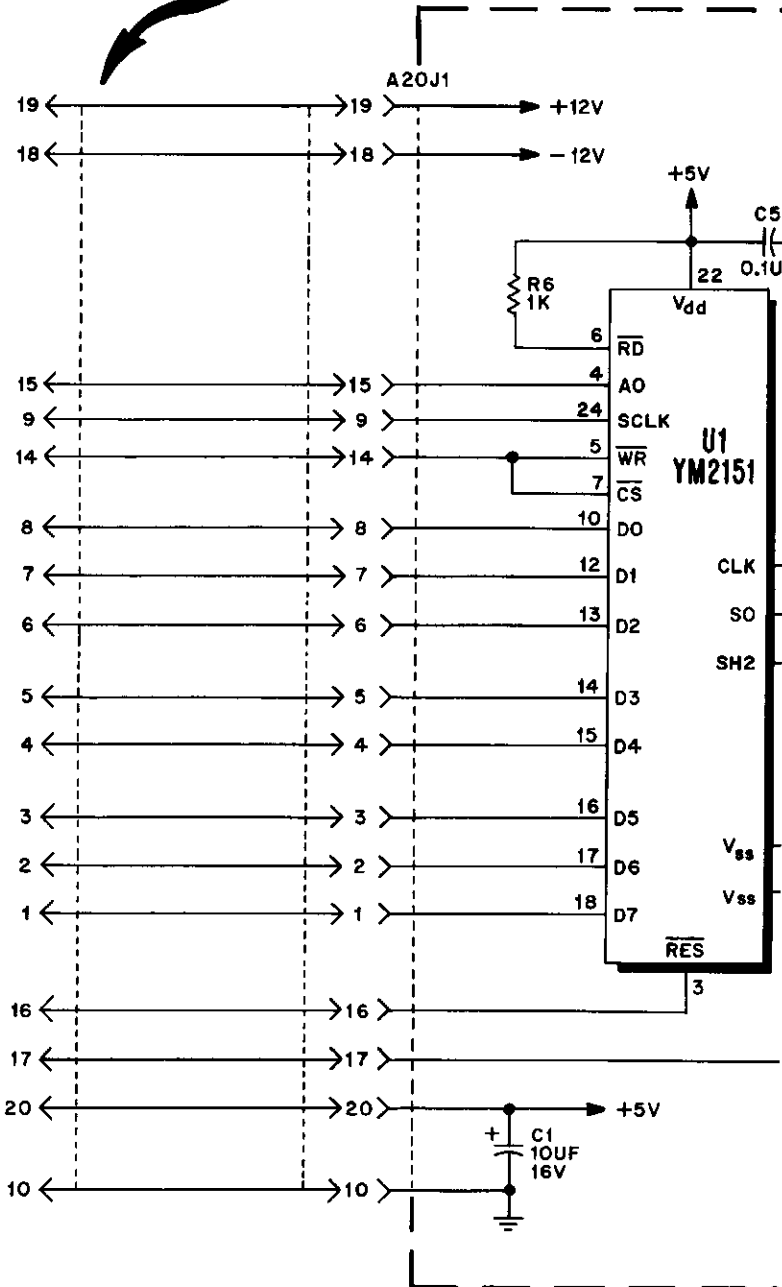 A20J1
19 19 +12V
18 18 -12V
+5V
C5
0.1U
22
R6
1K
Vdd
6 RD
15 15 4 AO
9 9 24 SCLK
14 14 5 WR
U1
YM2151
7 CS
8 8 10 DO
7 7 12 D1 CLK
6 6 13 D2 SO
SH2
5 5 14 D3
4 4 15 D4
3 3 16 D5
2 2 17 D6 Vss
1 1 18 D7 Vss
RES
16 16 3
17 17
20 20 +5V
+ C1
10UF
16V
10 10